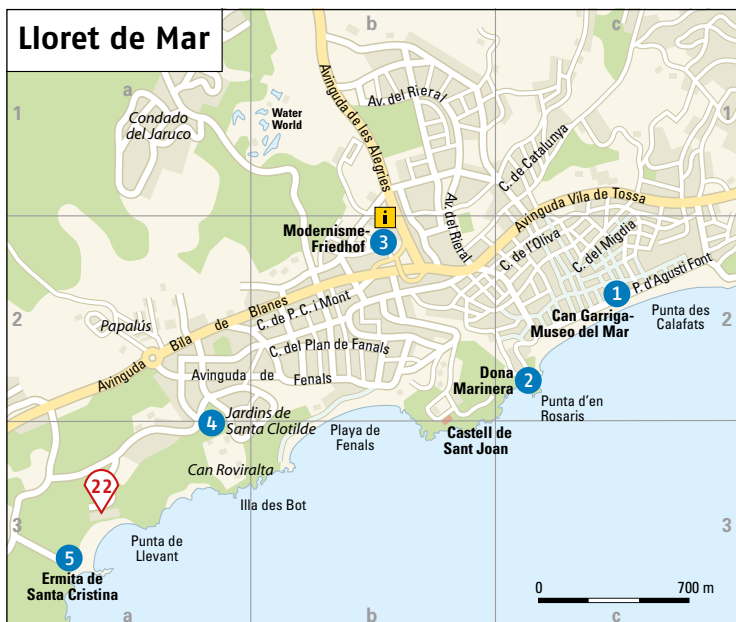 Lloret de Mar
a
b
c
1
1
Condado
del Jaruco
Water
World
Avinguda de les Alegries
Av. del Rieral
C. de Catalunya
Avinguda Vila de Tossa
i
Modernisme-
Friedhof
3
Av. del Rieral
C. de l'Oliva
C. del Migdia
P. d'Agustí Font
1
Can Garriga-
Museo del Mar
Punta des
Calafats
2
2
Papalús
Avinguda Bíla de Blanes
C. de P. C. i Mont
C. del Plan de Fanals
Avinguda de Fenals
Dona
Marinera
2
Punta d'en
Rosaris
4
Jardins de
Santa Clotilde
Playa de
Fenals
Castell de
Sant Joan
Can Roviralta
22
Illa des Bot
3
3
Punta de
Llevant
5
Ermita de
Santa Cristina
0 700 m
a
b
c